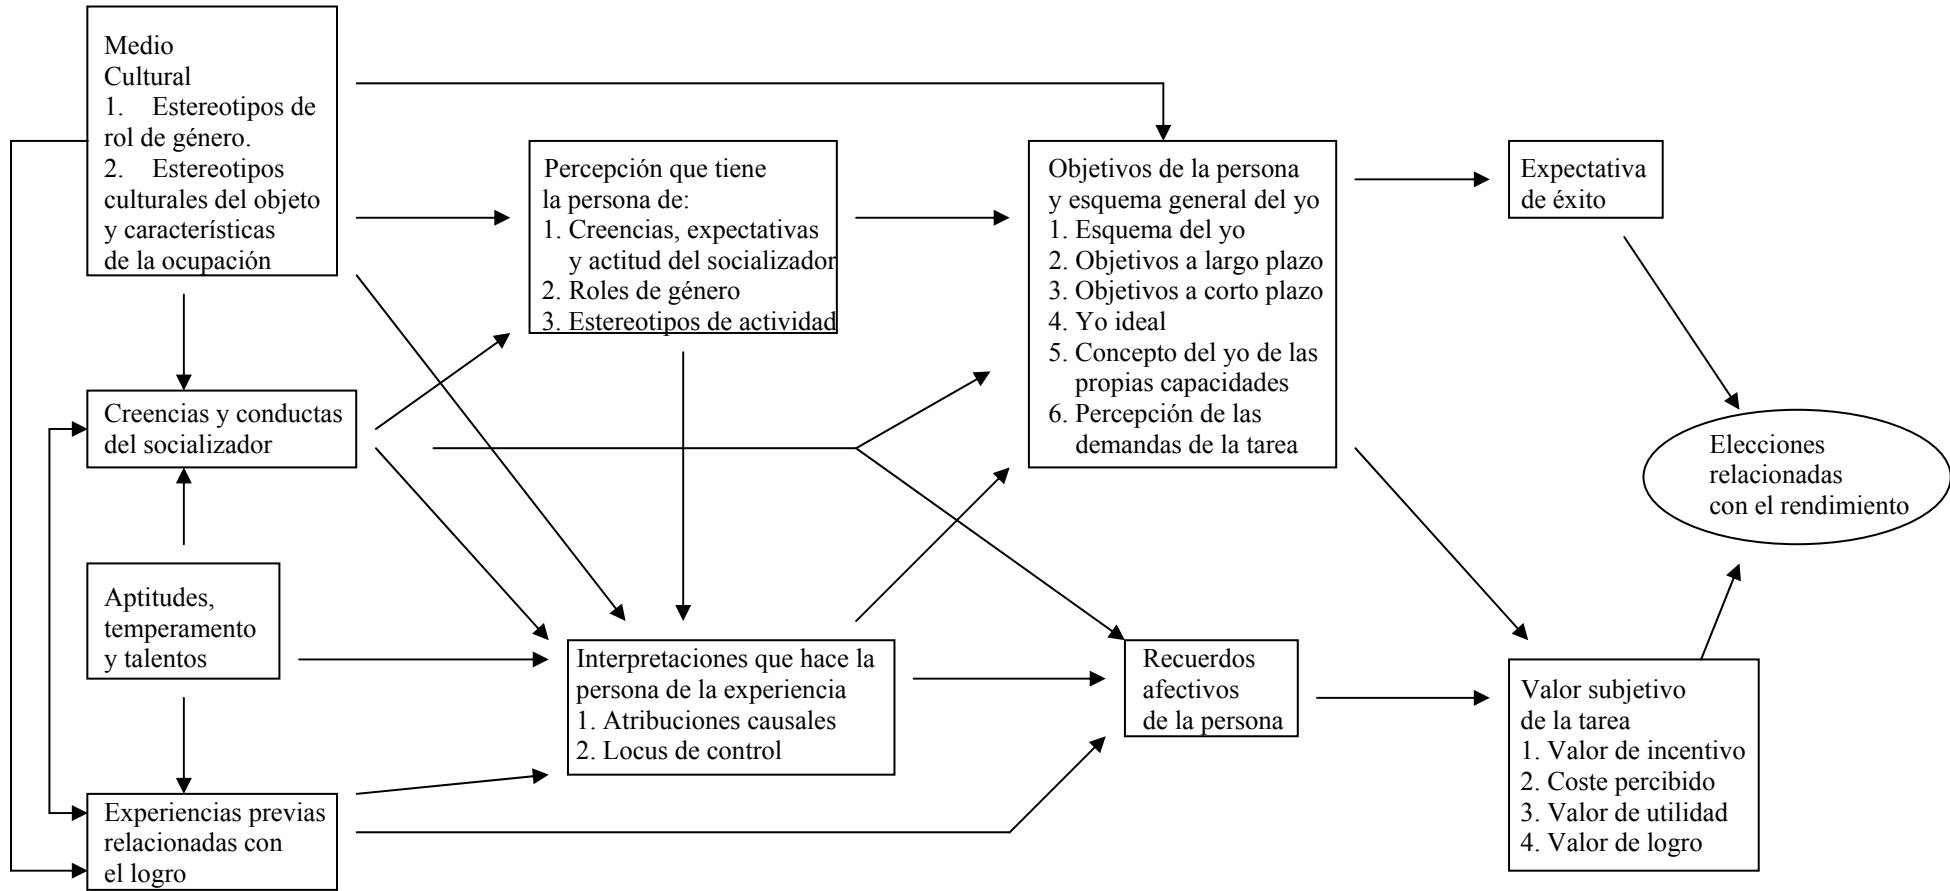 Medio
Cultural
1. Estereotipos de
rol de género.
2. Estereotipos
culturales del objeto
y características
de la ocupación
Creencias y conductas
del socializador
Aptitudes,
temperamento
y talentos
Experiencias previas
relacionadas con
el logro
Percepción que tiene
la persona de:
1. Creencias, expectativas
y actitud del socializador
2. Roles de género
3. Estereotipos de actividad
Interpretaciones que hace la
persona de la experiencia
1. Atribuciones causales
2. Locus de control
Objetivos de la persona
y esquema general del yo
1. Esquema del yo
2. Objetivos a largo plazo
3. Objetivos a corto plazo
4. Yo ideal
5. Concepto del yo de las
propias capacidades
6. Percepción de las
demandas de la tarea
Recuerdos
afectivos
de la persona
Expectativa
de éxito
Valor subjetivo
de la tarea
1. Valor de incentivo
2. Coste percibido
3. Valor de utilidad
4. Valor de logro
Elecciones
relacionadas
con el rendimiento